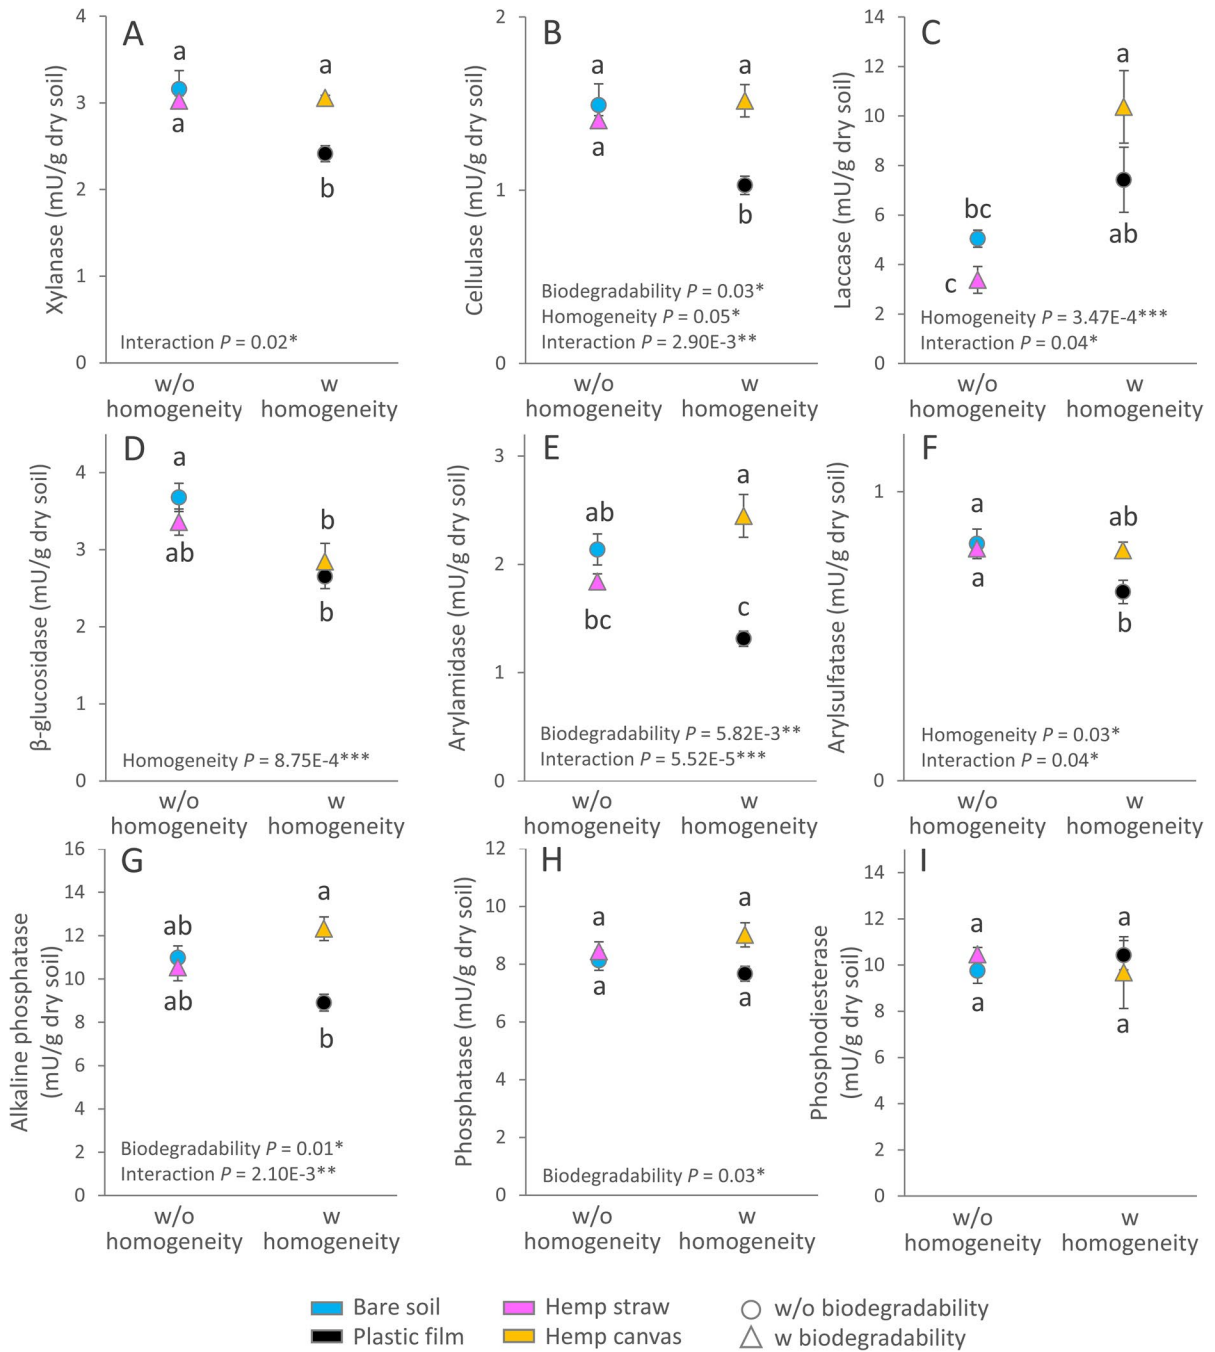 A
Xylanase (mU/g dry soil)
4
3
2
1
0
a
a
a
b
Interaction P = 0.02*
w/o homogeneity
w homogeneity
B
Cellulase (mU/g dry soil)
2
1
0
a
a
a
b
Biodegradability P = 0.03*
Homogeneity P = 0.05*
Interaction P = 2.90E-3**
w/o homogeneity
w homogeneity
C
Laccase (mU/g dry soil)
14
12
10
8
6
4
2
0
bc
c
a
ab
Homogeneity P = 3.47E-4***
Interaction P = 0.04*
w/o homogeneity
w homogeneity
D
β-glucosidase (mU/g dry soil)
4
3
2
1
0
a
ab
b
b
Homogeneity P = 8.75E-4***
w/o homogeneity
w homogeneity
E
Arylamidase (mU/g dry soil)
3
2
1
0
ab
bc
a
c
Biodegradability P = 5.82E-3**
Interaction P = 5.52E-5***
w/o homogeneity
w homogeneity
F
Arylsulfatase (mU/g dry soil)
1
0
a
a
ab
b
Homogeneity P = 0.03*
Interaction P = 0.04*
w/o homogeneity
w homogeneity
G
Alkaline phosphatase
(mU/g dry soil)
16
14
12
10
8
6
4
2
0
ab
ab
a
b
Biodegradability P = 0.01*
Interaction P = 2.10E-3**
w/o homogeneity
w homogeneity
H
Phosphatase (mU/g dry soil)
12
10
8
6
4
2
0
a
a
a
a
Biodegradability P = 0.03*
w/o homogeneity
w homogeneity
I
Phosphodiesterase
(mU/g dry soil)
14
12
10
8
6
4
2
0
a
a
a
a
w/o homogeneity
w homogeneity
Bare soil
Hemp straw
w/o biodegradability
Plastic film
Hemp canvas
w biodegradability